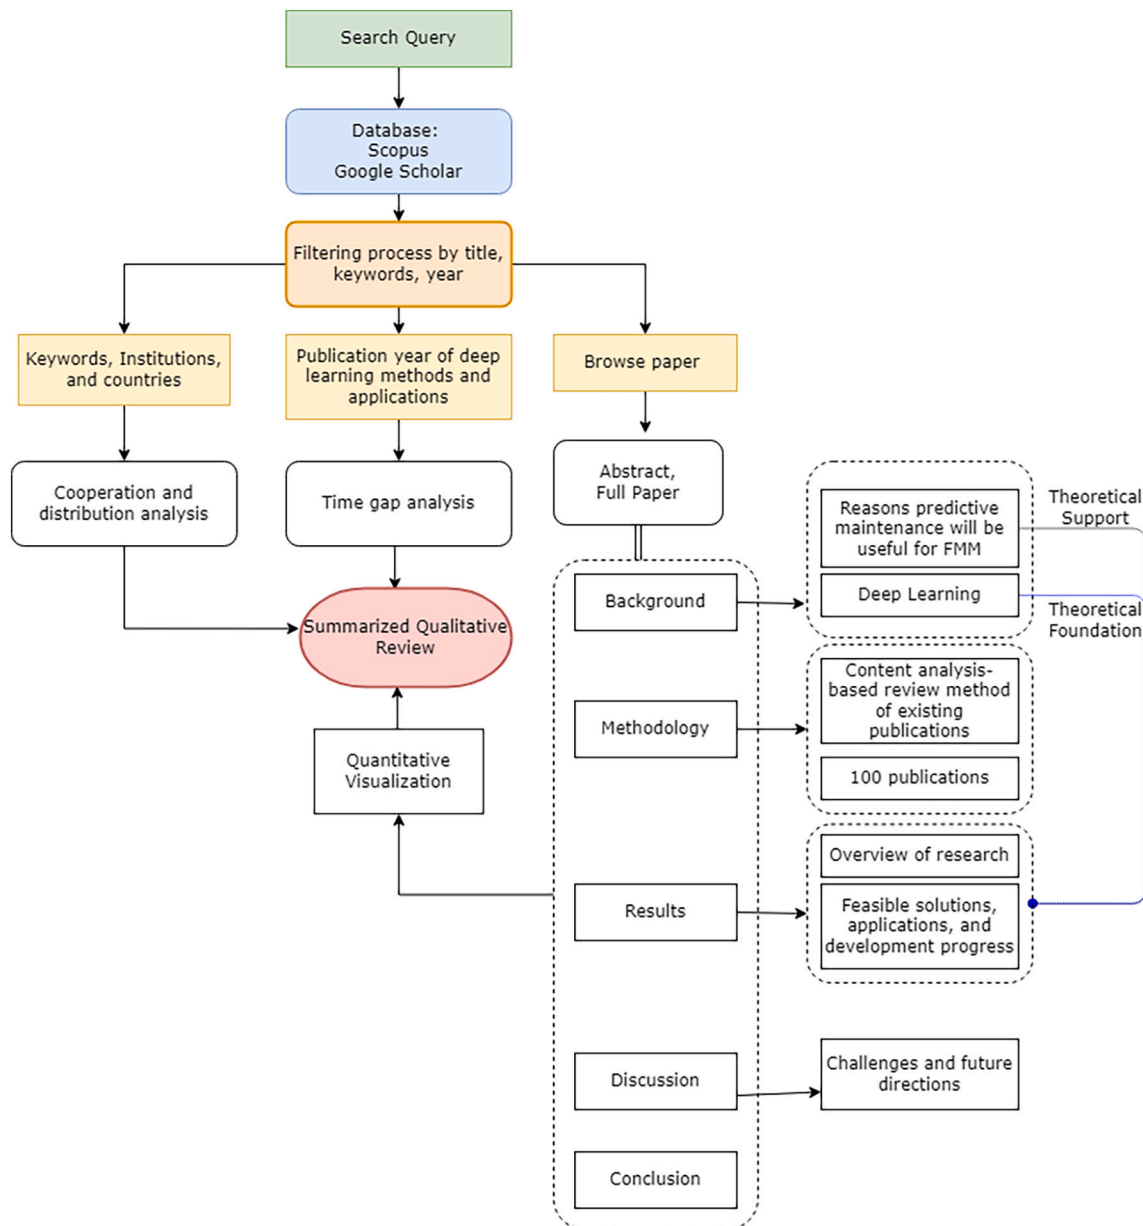 Search Query
Database:
Scopus
Google Scholar
Filtering process by title,
keywords, year
Keywords, Institutions,
and countries
Publication year of deep
learning methods and
applications
Browse paper
Cooperation and
distribution analysis
Time gap analysis
Abstract,
Full Paper
Reasons predictive
maintenance will be
useful for FMM
Theoretical
Support
Background
Deep Learning
Theoretical
Foundation
Summarized Qualitative
Review
Content analysis-
based review method
of existing
publications
Methodology
Quantitative
Visualization
100 publications
Overview of research
Results
Feasible solutions,
applications, and
development progress
Discussion
Challenges and future
directions
Conclusion